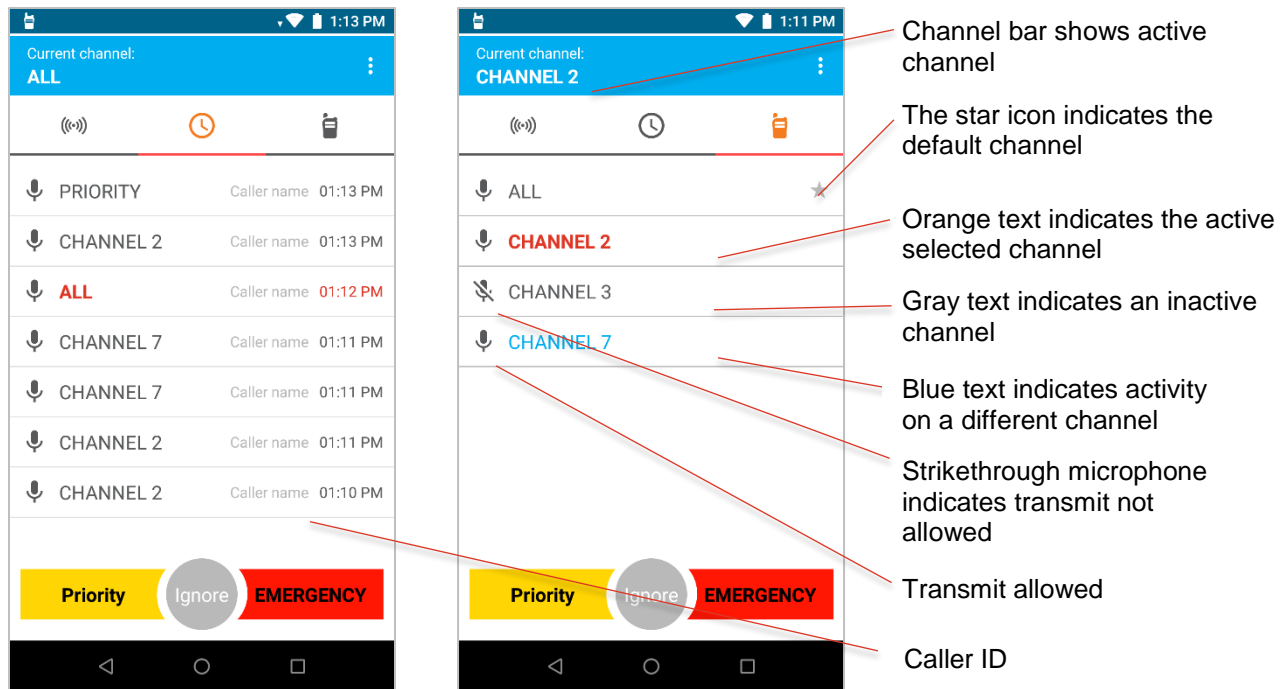 1:13 PM
Current channel:
ALL
PRIORITY Caller name 01:13 PM
CHANNEL 2 Caller name 01:13 PM
ALL Caller name 01:12 PM
CHANNEL 7 Caller name 01:11 PM
CHANNEL 7 Caller name 01:11 PM
CHANNEL 2 Caller name 01:11 PM
CHANNEL 2 Caller name 01:10 PM
Priority Ignore EMERGENCY
1:11 PM
Current channel:
CHANNEL 2
ALL
CHANNEL 2
CHANNEL 3
CHANNEL 7
Priority Ignore EMERGENCY
Channel bar shows active
channel
The star icon indicates the
default channel
Orange text indicates the active
selected channel
Gray text indicates an inactive
channel
Blue text indicates activity
on a different channel
Strikethrough microphone
indicates transmit not
allowed
Transmit allowed
Caller ID